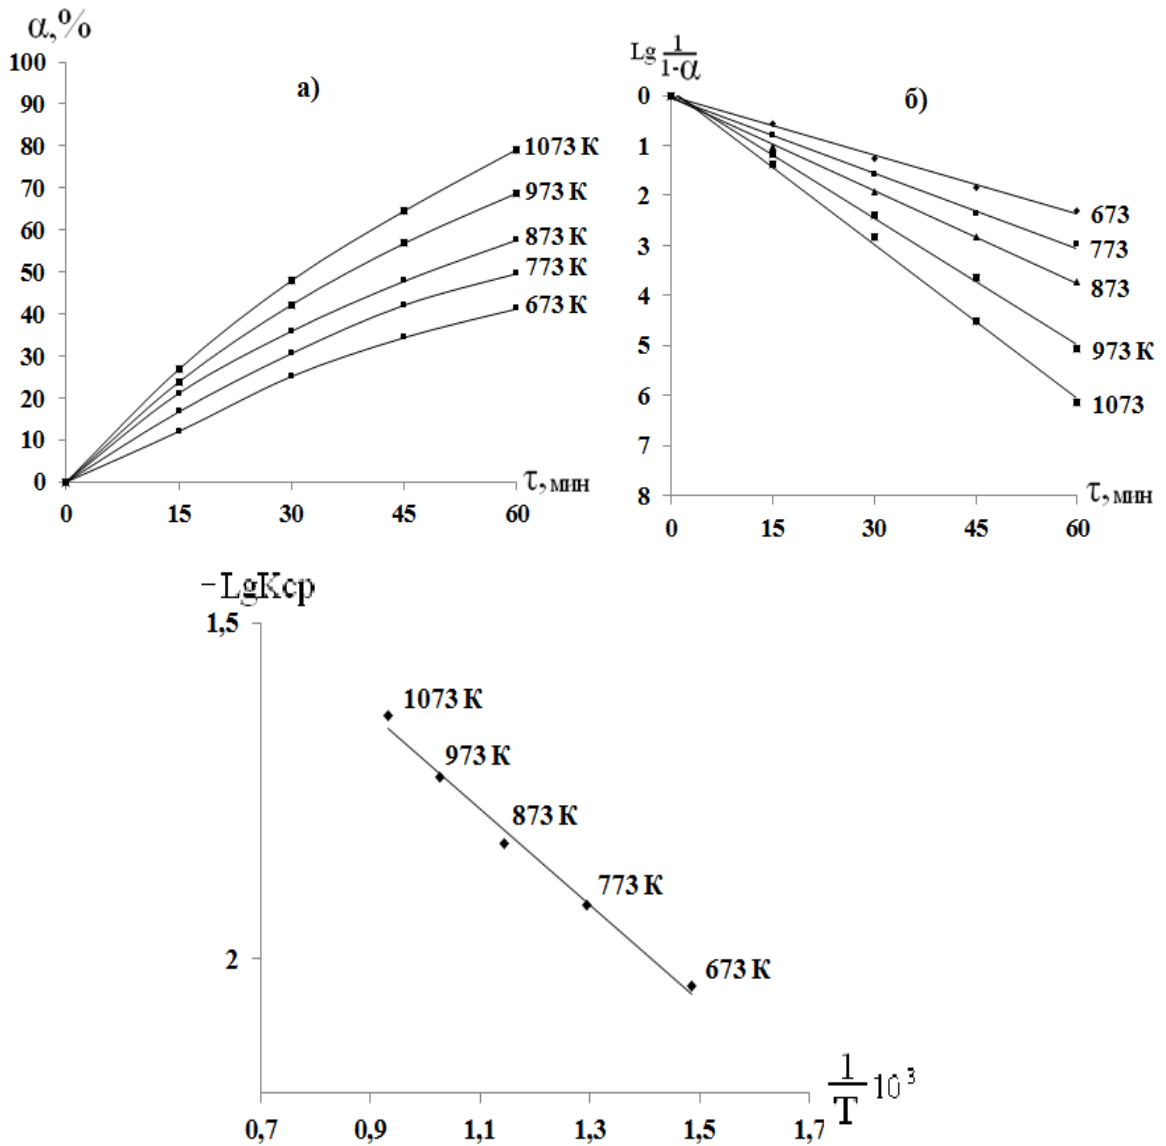 α,%
100
90
80
70
60
50
40
30
20
10
0
а)
1073 К
973 К
873 К
773 К
673 К
τ, мин
0 15 30 45 60
Lg 1
1-α
0
1
2
3
4
5
6
7
8
б)
673
773
873
973 К
1073
τ, мин
0 15 30 45 60
−LgKcp
1,5
2
1073 К
973 К
873 К
773 К
673 К
1
T 10³
0,7 0,9 1,1 1,3 1,5 1,7